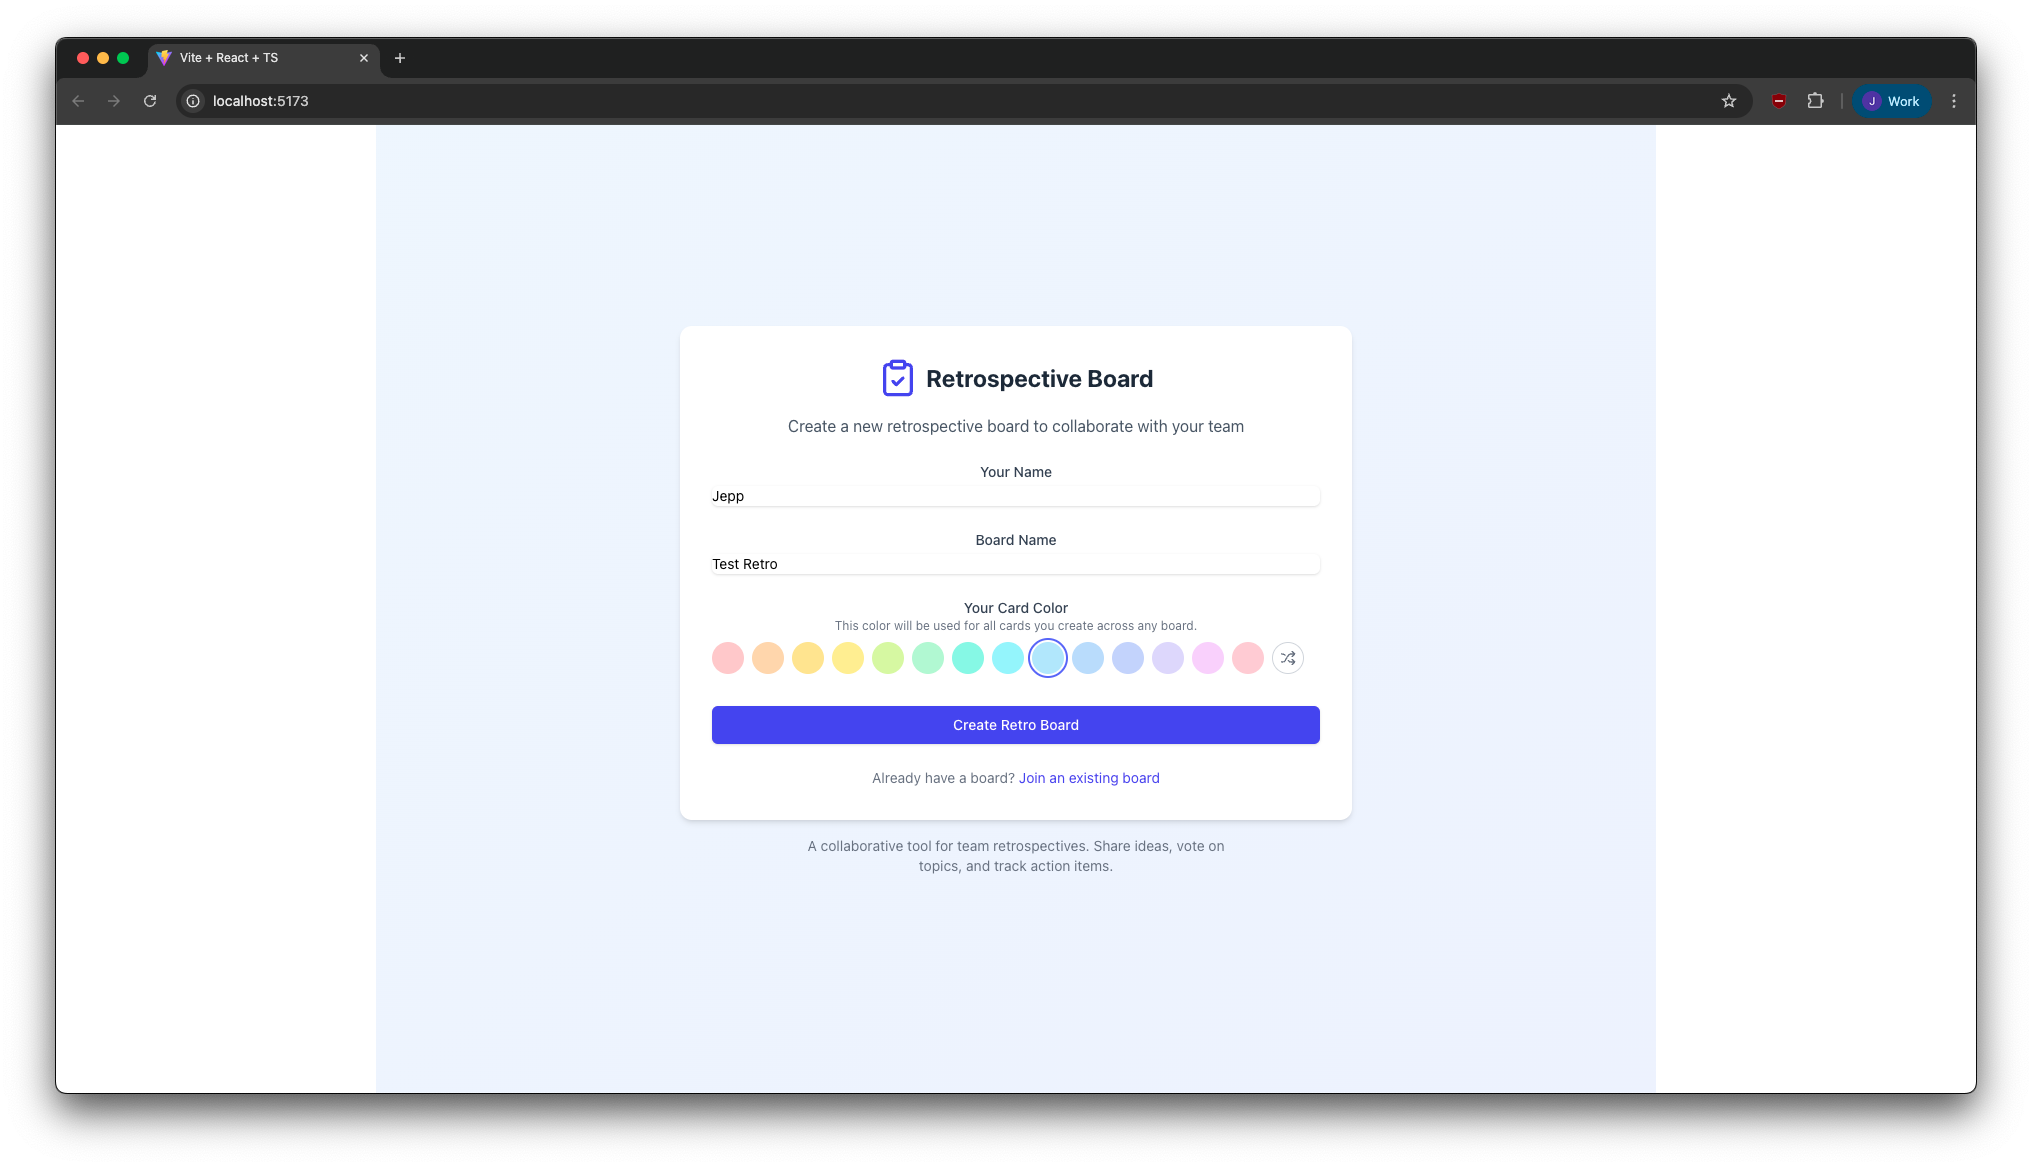 Vite + React + TS
localhost:5173
J Work
Retrospective Board
Create a new retrospective board to collaborate with your team
Your Name
Jepp
Board Name
Test Retro
Your Card Color
This color will be used for all cards you create across any board.
Create Retro Board
Already have a board? Join an existing board
A collaborative tool for team retrospectives. Share ideas, vote on
topics, and track action items.